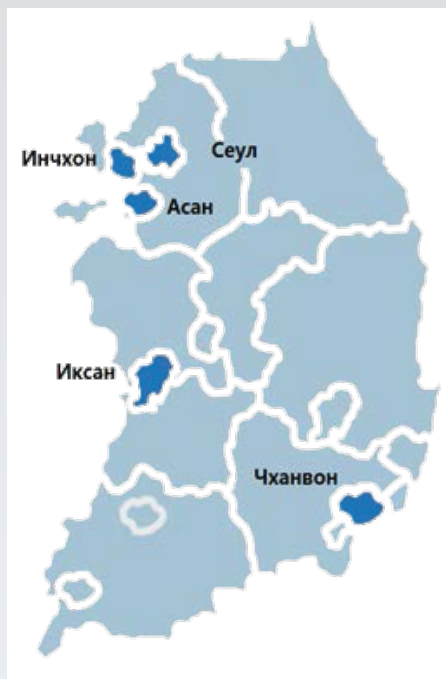 Инчхон
Сеул
Асан
Иксан
Чханвон